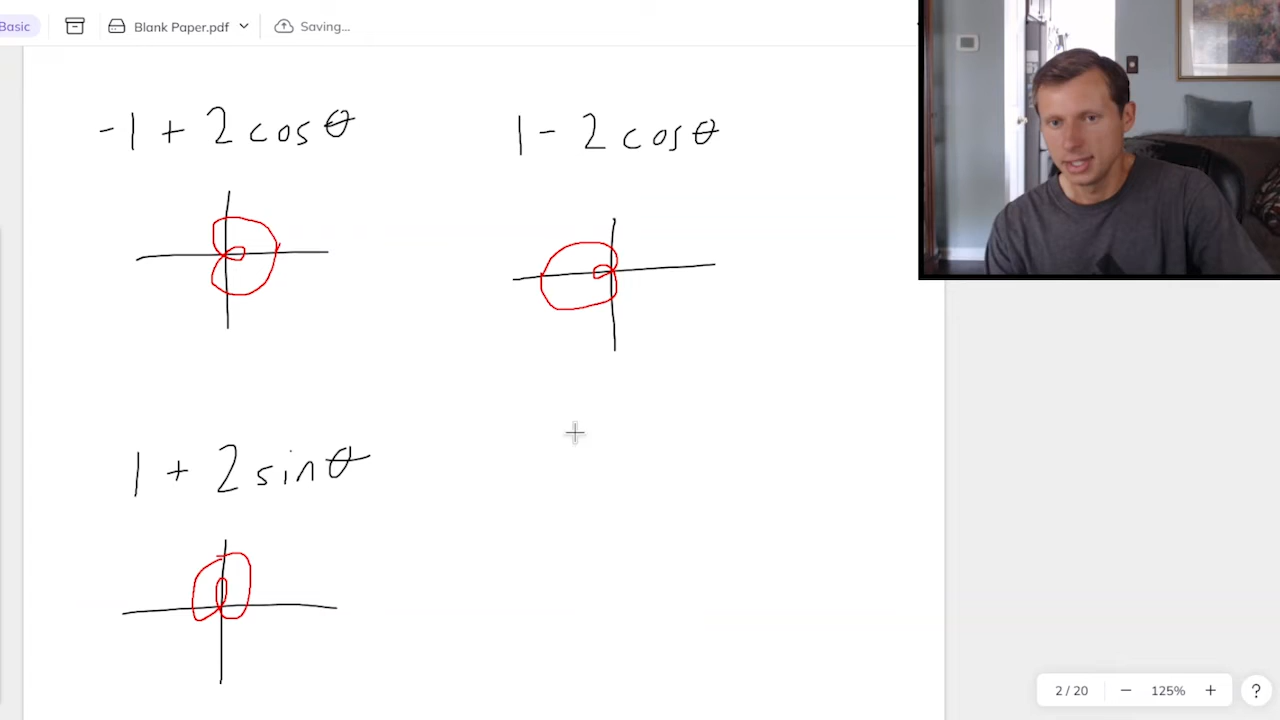 Basic
Blank Paper.pdf
Saving...
-1 + 2 cos θ
1 - 2 cos θ
1 + 2 sin θ
2 / 20
125%
?